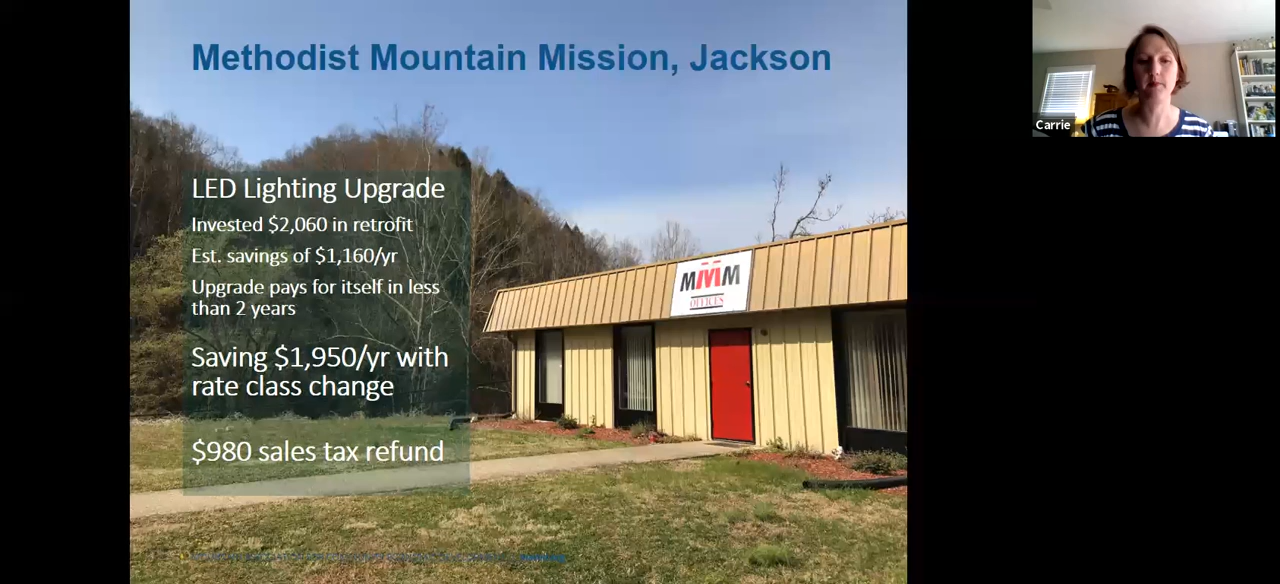 Methodist Mountain Mission, Jackson
Carrie
LED Lighting Upgrade
Invested $2,060 in retrofit
Est. savings of $1,160/yr
Upgrade pays for itself in less
than 2 years
MMM
OFFICES
Saving $1,950/yr with
rate class change
$980 sales tax refund